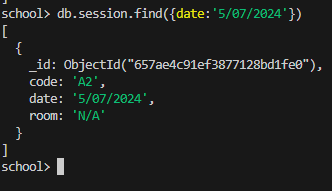 ]
school> db.session.find({date:'5/07/2024'})
[
  {
    _id: ObjectId("657ae4c91ef3877128bd1fe0"),
    code: 'A2',
    date: '5/07/2024',
    room: 'N/A'
  }
]
school>